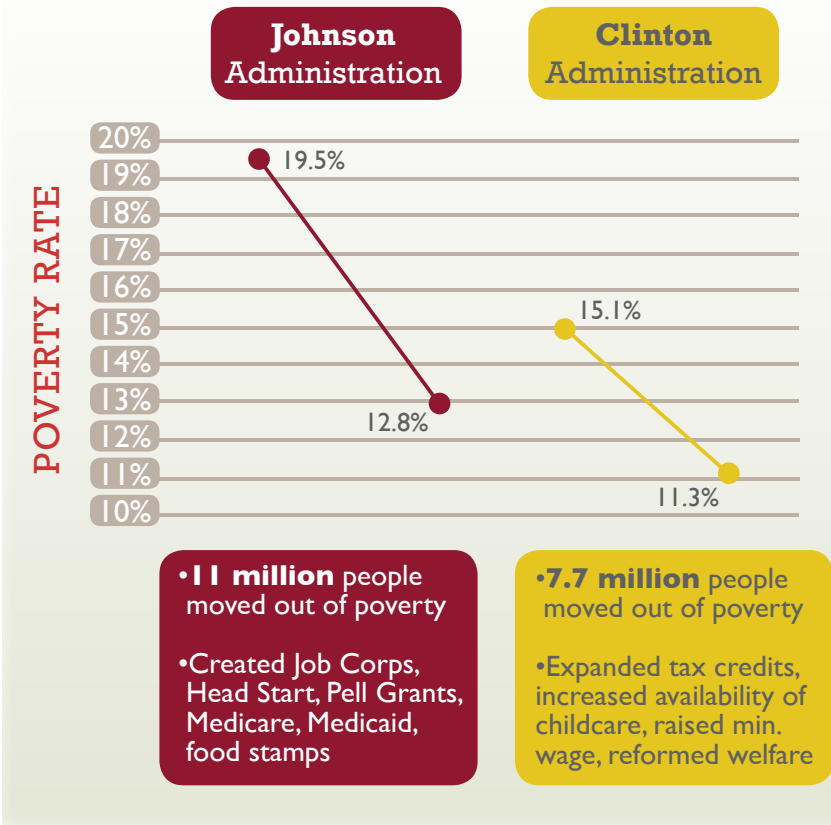 Johnson
Administration
Clinton
Administration
POVERTY RATE
20%
19%
18%
17%
16%
15%
14%
13%
12%
11%
10%
19.5%
12.8%
15.1%
11.3%
•11 million people
moved out of poverty
•Created Job Corps,
Head Start, Pell Grants,
Medicare, Medicaid,
food stamps
•7.7 million people
moved out of poverty
•Expanded tax credits,
increased availability of
childcare, raised min.
wage, reformed welfare